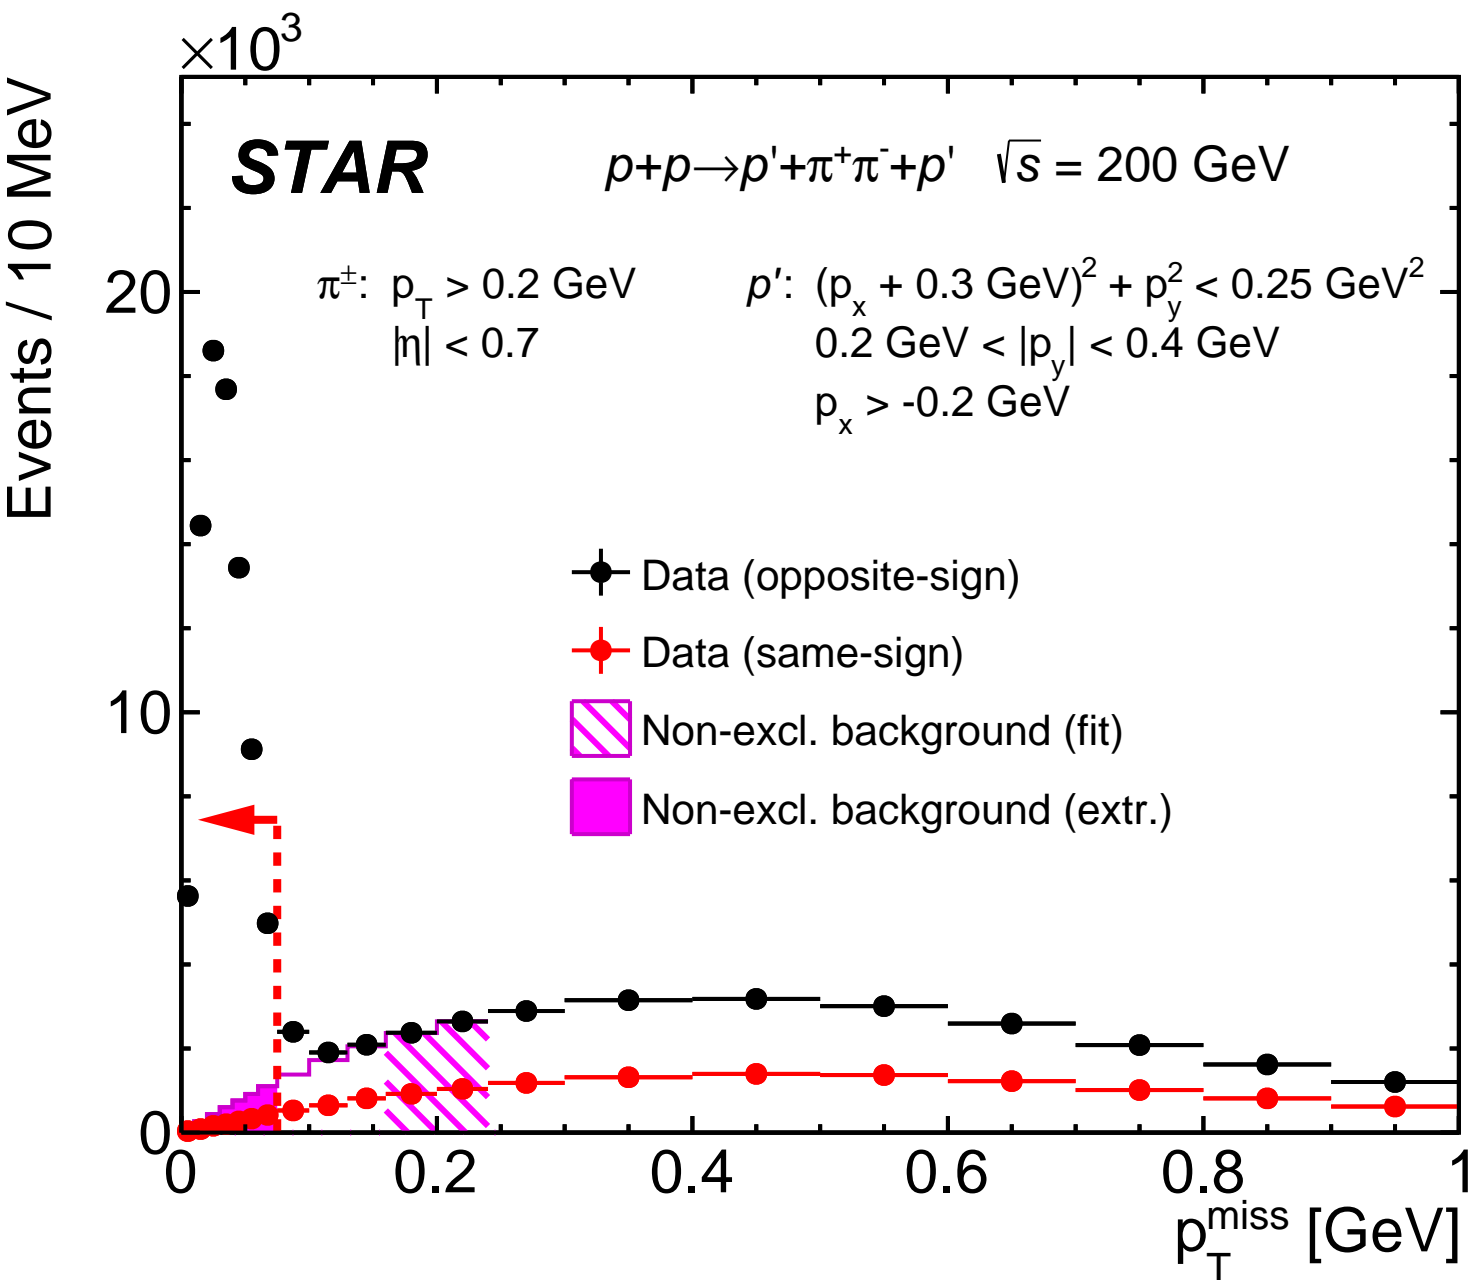 ×10³
Events / 10 MeV
STAR p+p→p'+π⁺π⁻+p' √s = 200 GeV
π±: p_T > 0.2 GeV p': (p_x + 0.3 GeV)² + p_y² < 0.25 GeV²
|η| < 0.7 0.2 GeV < |p_y| < 0.4 GeV
p_x > -0.2 GeV
20
Data (opposite-sign)
Data (same-sign)
10
Non-excl. background (fit)
Non-excl. background (extr.)
0
0 0.2 0.4 0.6 0.8 1
p_T^miss [GeV]